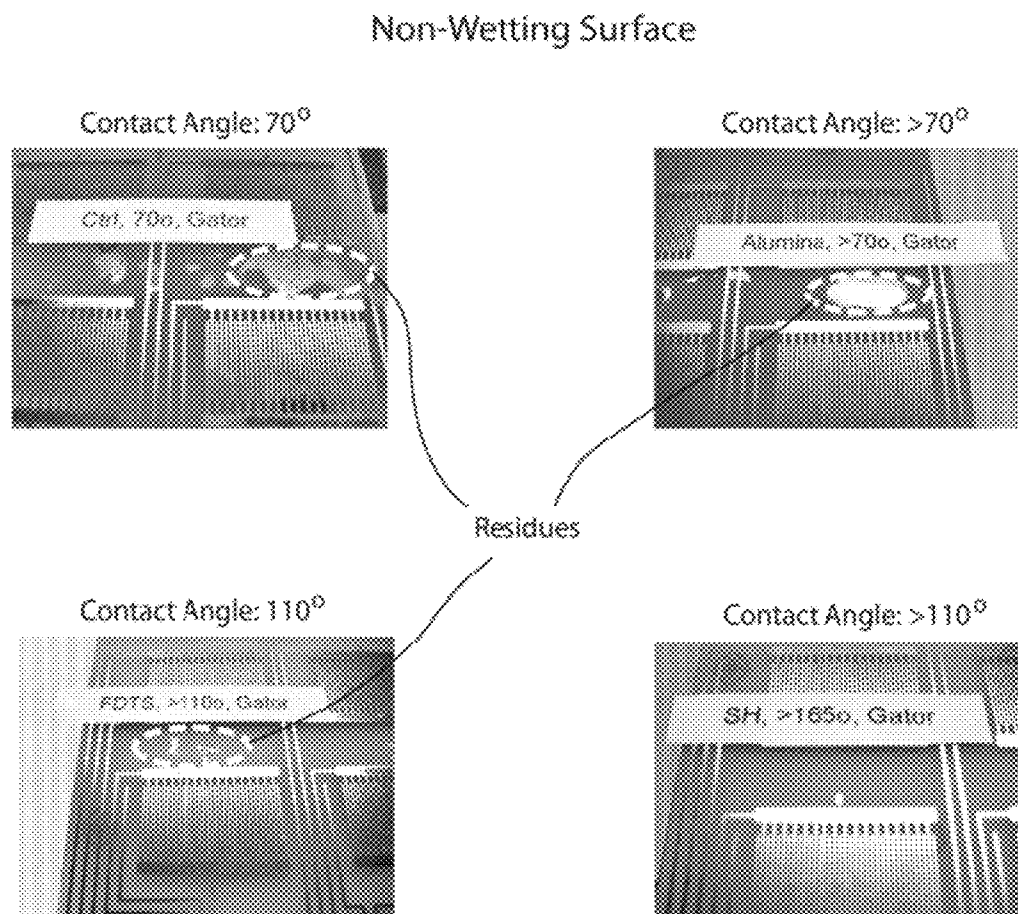 Non-Wetting Surface
Contact Angle: 70°
Contact Angle: >70°
Ctrl, 70o, Gator
Alumina, >70o, Gator
Residues
Contact Angle: 110°
Contact Angle: >110°
FDTS, >110o, Gator
SH, >165o, Gator